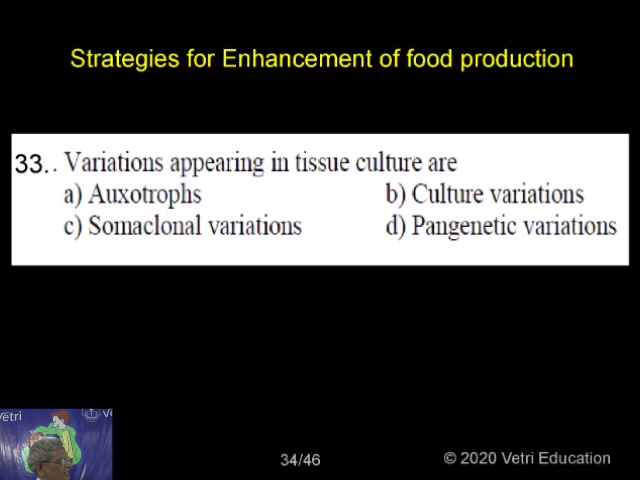 Strategies for Enhancement of food production
33. . Variations appearing in tissue culture are
a) Auxotrophs b) Culture variations
c) Somaclonal variations d) Pangenetic variations
Vetri
34/46 © 2020 Vetri Education